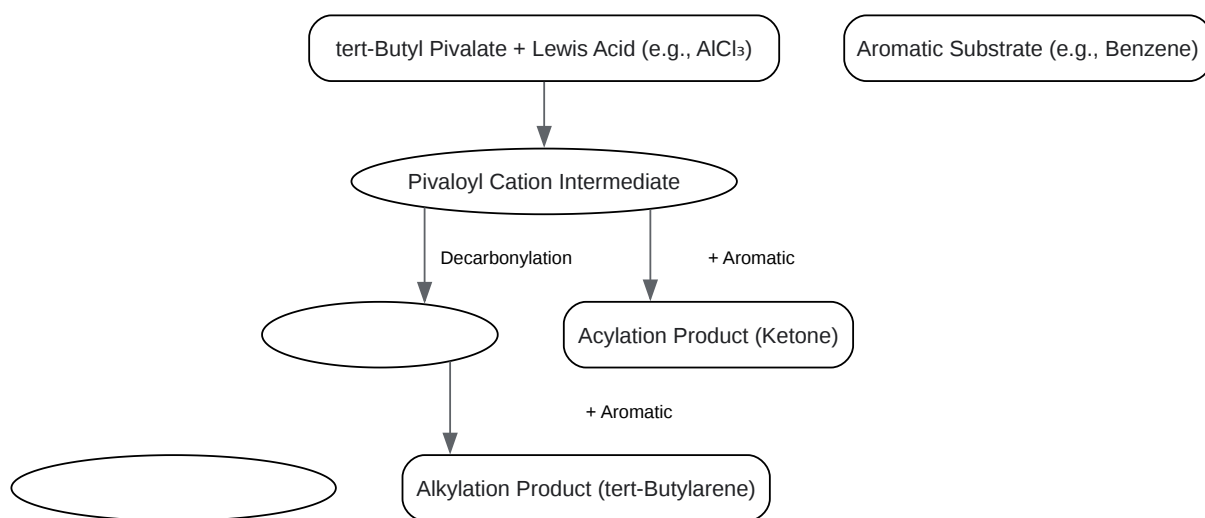 tert-Butyl Pivalate + Lewis Acid (e.g., AlCl₃)
Aromatic Substrate (e.g., Benzene)
Pivaloyl Cation Intermediate
Decarbonylation
+ Aromatic
Acylation Product (Ketone)
+ Aromatic
Alkylation Product (tert-Butylarene)